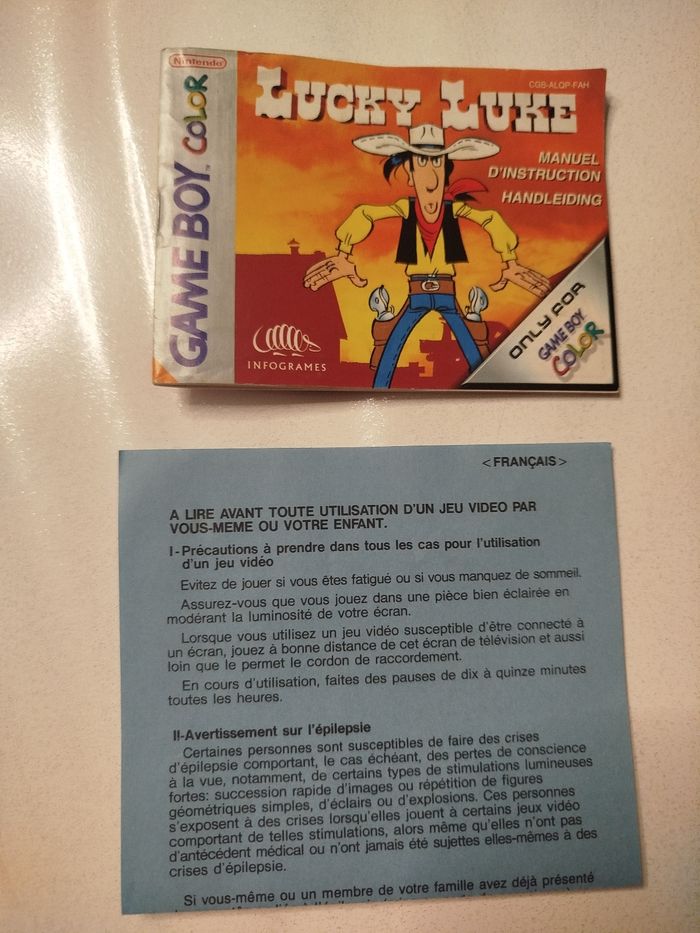 Nintendo
GAME BOY COLOR
CGB-ALQP-FAH
LUCKY LUKE
MANUEL
D'INSTRUCTION
HANDLEIDING
ONLY FOR
GAME BOY
COLOR
INFOGRAMES
<FRANÇAIS>
A LIRE AVANT TOUTE UTILISATION D'UN JEU VIDEO PAR
VOUS-MEME OU VOTRE ENFANT.
I-Précautions à prendre dans tous les cas pour l'utilisation
d'un jeu vidéo
Evitez de jouer si vous êtes fatigué ou si vous manquez de sommeil.
Assurez-vous que vous jouez dans une pièce bien éclairée en
modérant la luminosité de votre écran.
Lorsque vous utilisez un jeu vidéo susceptible d'être connecté à
un écran, jouez à bonne distance de cet écran de télévision et aussi
loin que le permet le cordon de raccordement.
En cours d'utilisation, faites des pauses de dix à quinze minutes
toutes les heures.
II-Avertissement sur l'épilepsie
Certaines personnes sont susceptibles de faire des crises
d'épilepsie comportant, le cas échéant, des pertes de conscience
à la vue, notamment, de certains types de stimulations lumineuses
fortes: succession rapide d'images ou répétition de figures
géométriques simples, d'éclairs ou d'explosions. Ces personnes
s'exposent à des crises lorsqu'elles jouent à certains jeux vidéo
comportant de telles stimulations, alors même qu'elles n'ont pas
d'antécédent médical ou n'ont jamais été sujettes elles-mêmes à des
crises d'épilepsie.
Si vous-même ou un membre de votre famille avez déjà présenté